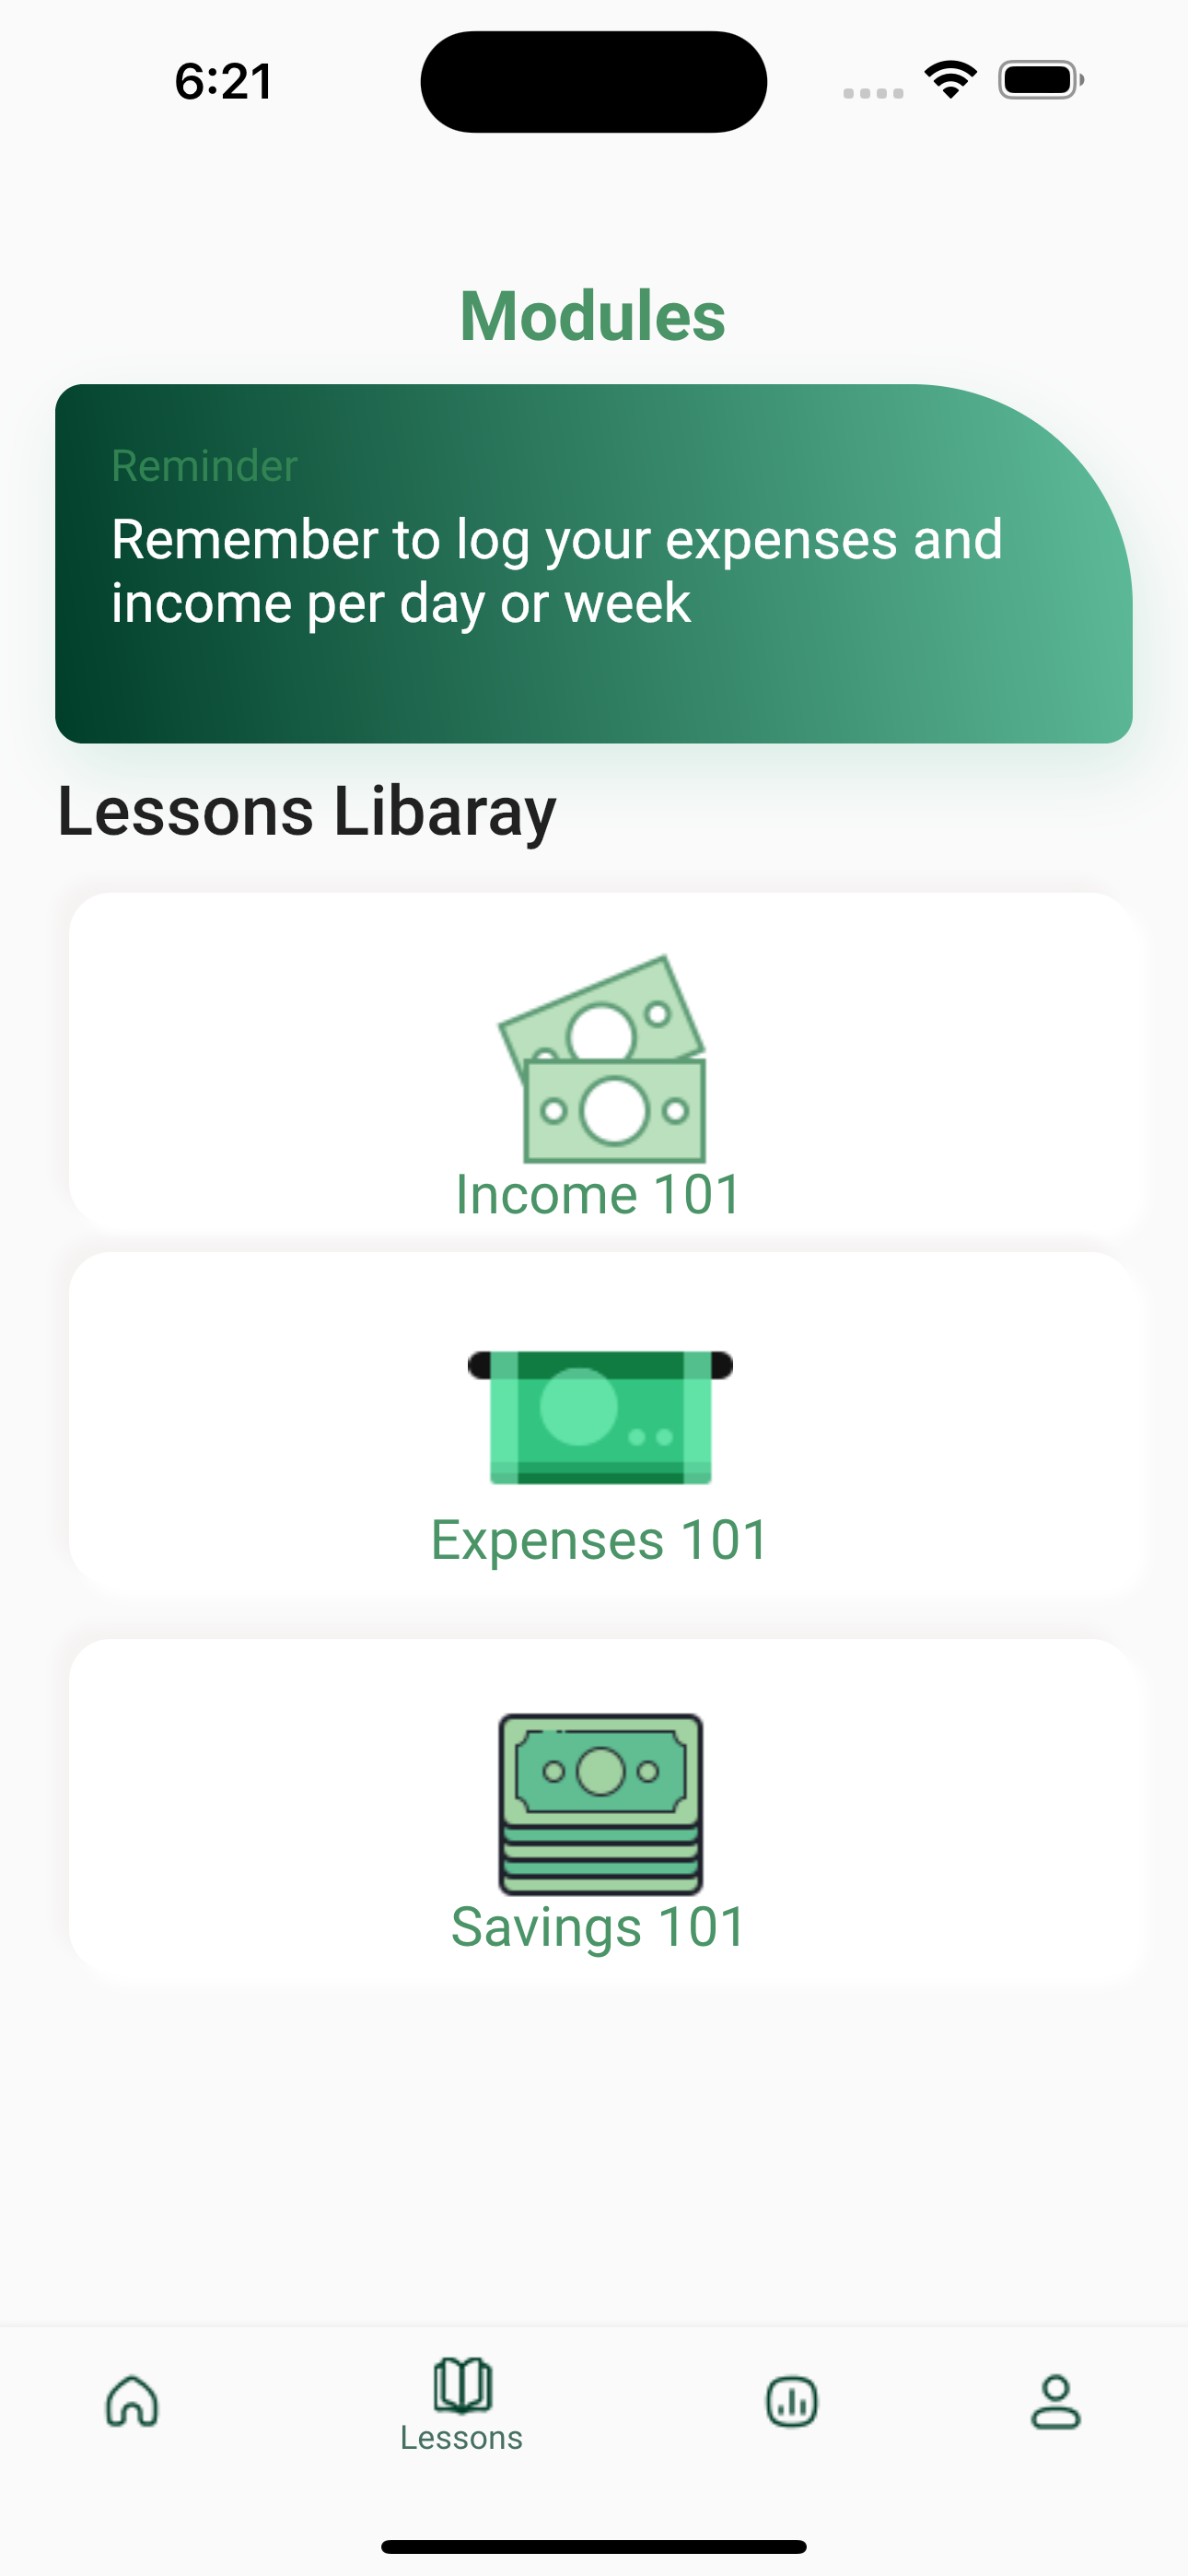 6:21
Modules
Reminder
Remember to log your expenses and
income per day or week
Lessons Libaray
Income 101
Expenses 101
Savings 101
Lessons